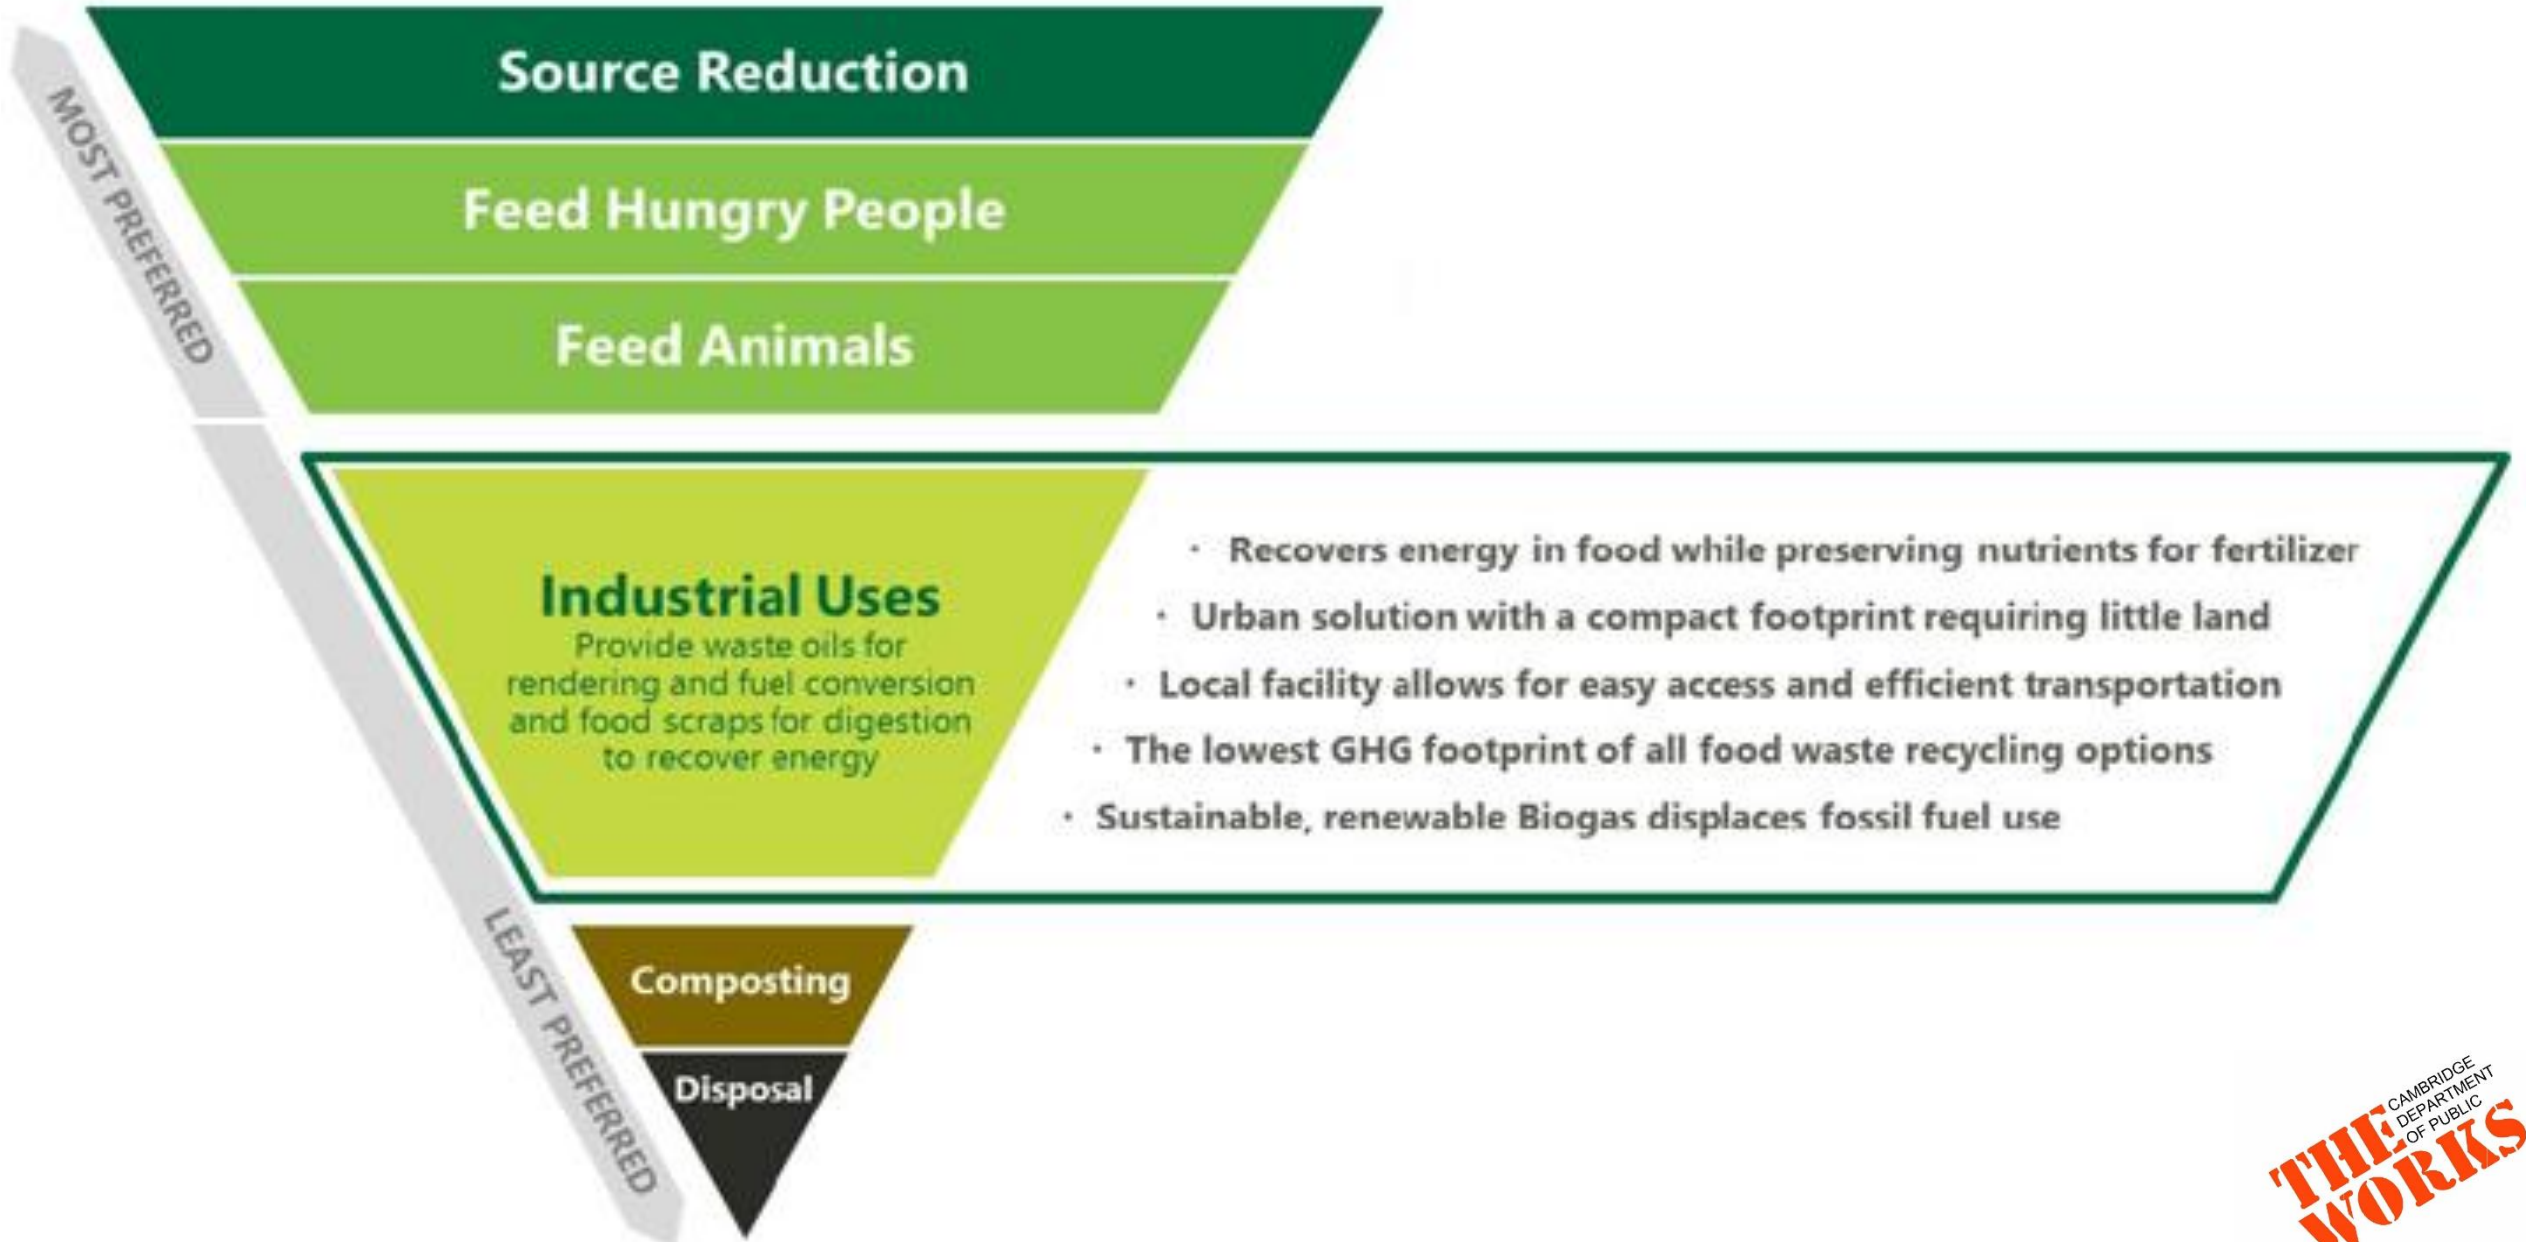 Source Reduction
Feed Hungry People
Feed Animals
MOST PREFERRED
Industrial Uses
Provide waste oils for
rendering and fuel conversion
and food scraps for digestion
to recover energy
· Recovers energy in food while preserving nutrients for fertilizer
· Urban solution with a compact footprint requiring little land
· Local facility allows for easy access and efficient transportation
· The lowest GHG footprint of all food waste recycling options
· Sustainable, renewable Biogas displaces fossil fuel use
LEAST PREFERRED
Composting
Disposal
THE
CAMBRIDGE
DEPARTMENT
OF PUBLIC
WORKS